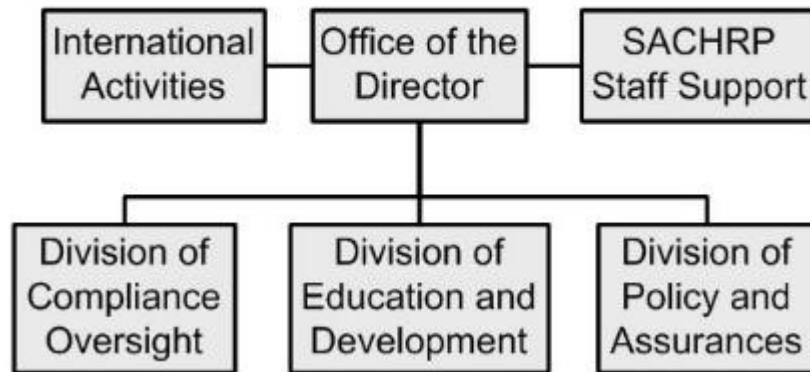 International
Activities
Office of the
Director
SACHRP
Staff Support
Division of
Compliance
Oversight
Division of
Education and
Development
Division of
Policy and
Assurances